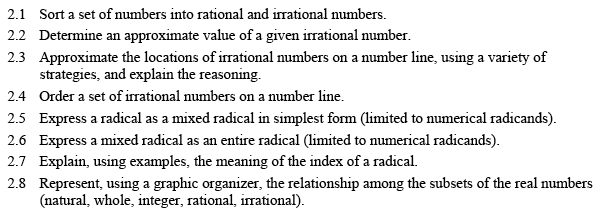 2.1 Sort a set of numbers into rational and irrational numbers.
2.2 Determine an approximate value of a given irrational number.
2.3 Approximate the locations of irrational numbers on a number line, using a variety of
strategies, and explain the reasoning.
2.4 Order a set of irrational numbers on a number line.
2.5 Express a radical as a mixed radical in simplest form (limited to numerical radicands).
2.6 Express a mixed radical as an entire radical (limited to numerical radicands).
2.7 Explain, using examples, the meaning of the index of a radical.
2.8 Represent, using a graphic organizer, the relationship among the subsets of the real numbers
(natural, whole, integer, rational, irrational).